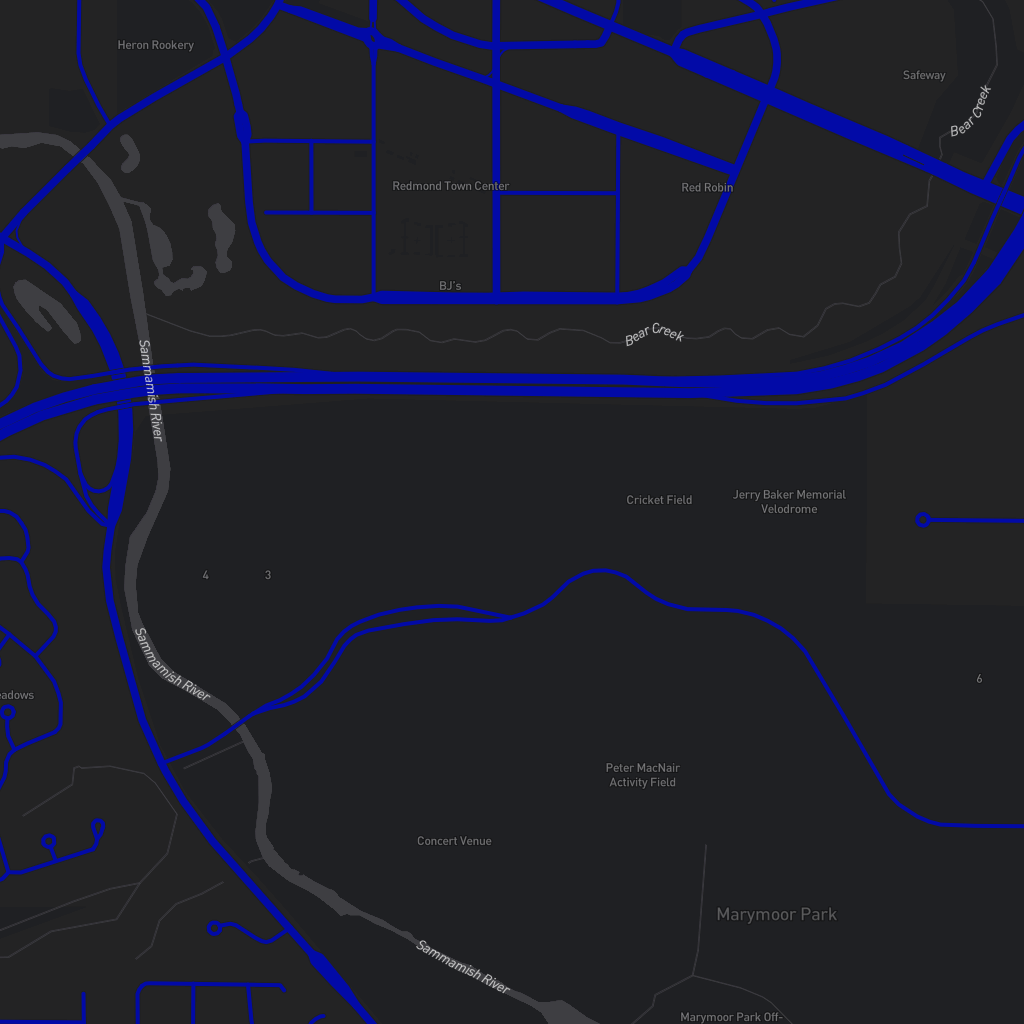 Heron Rookery
Safeway
Bear Creek
Redmond Town Center
Red Robin
BJ's
Bear Creek
Sammamish River
Cricket Field
Jerry Baker Memorial
Velodrome
4
3
Sammamish River
eadows
6
Peter MacNair
Activity Field
Concert Venue
Marymoor Park
Sammamish River
Marymoor Park Off-